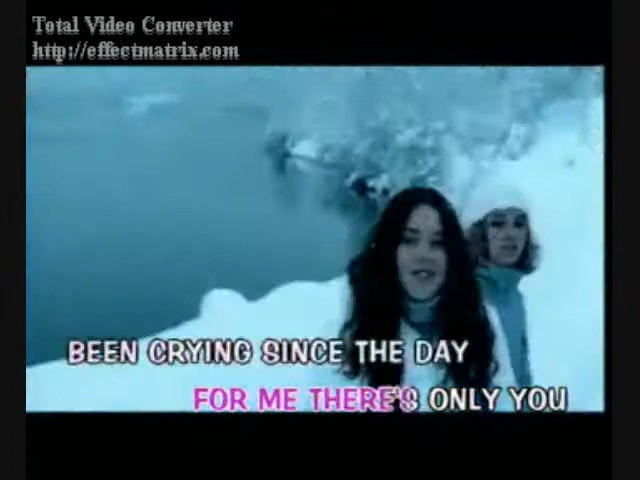 Total Video Converter
http://effectmatrix.com
BEEN CRYING SINCE THE DAY
FOR ME THERE'S ONLY YOU